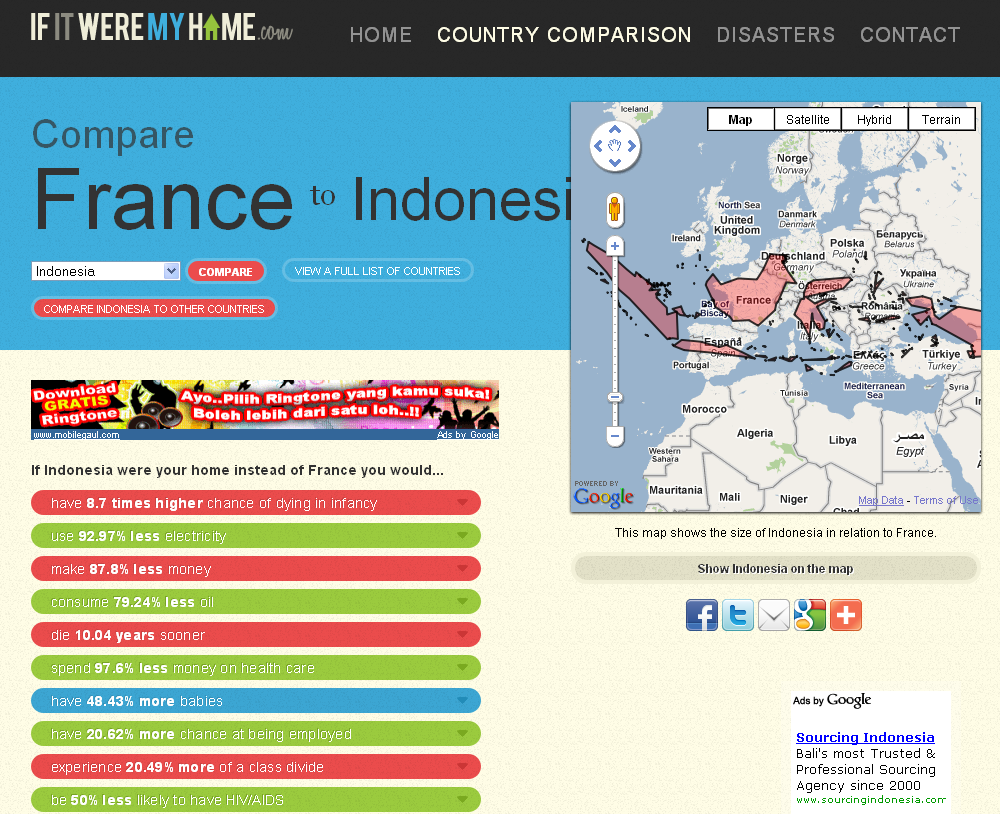 IF IT WERE MY HOME.com
HOME COUNTRY COMPARISON DISASTERS CONTACT
Compare
France to Indonesi
Indonesia
COMPARE
VIEW A FULL LIST OF COUNTRIES
COMPARE INDONESIA TO OTHER COUNTRIES
Map Satellite Hybrid Terrain
Iceland
Norge
Norway
North Sea
United
Kingdom
Danmark
Denmark
Ireland
Polska
Poland
Беларусь
Belarus
Deutschland
Germany
Україна
Ukraine
Österreich
France
Bay of
Biscay
România
Romania
Italia
Italy
España
Spain
Portugal
Ελλάς
Greece
Türkiye
Turkey
Mediterranean
Sea
Syria
Tunisia
Morocco
Algeria
Libya
مصر
Egypt
Western
Sahara
Mauritania
Mali
Niger
Chad
POWERED BY
Google
Map Data - Terms of Use
This map shows the size of Indonesia in relation to France.
Show Indonesia on the map
Download
GRATIS
Ringtone
Ayo..Pilih Ringtone yang kamu suka!
Boleh lebih dari satu loh..!!
www.mobilegaul.com
Ads by Google
If Indonesia were your home instead of France you would...
have 8.7 times higher chance of dying in infancy
use 92.97% less electricity
make 87.8% less money
consume 79.24% less oil
die 10.04 years sooner
spend 97.6% less money on health care
have 48.43% more babies
have 20.62% more chance at being employed
experience 20.49% more of a class divide
be 50% less likely to have HIV/AIDS
Ads by Google
Sourcing Indonesia
Bali's most Trusted &
Professional Sourcing
Agency since 2000
www.sourcingindonesia.com